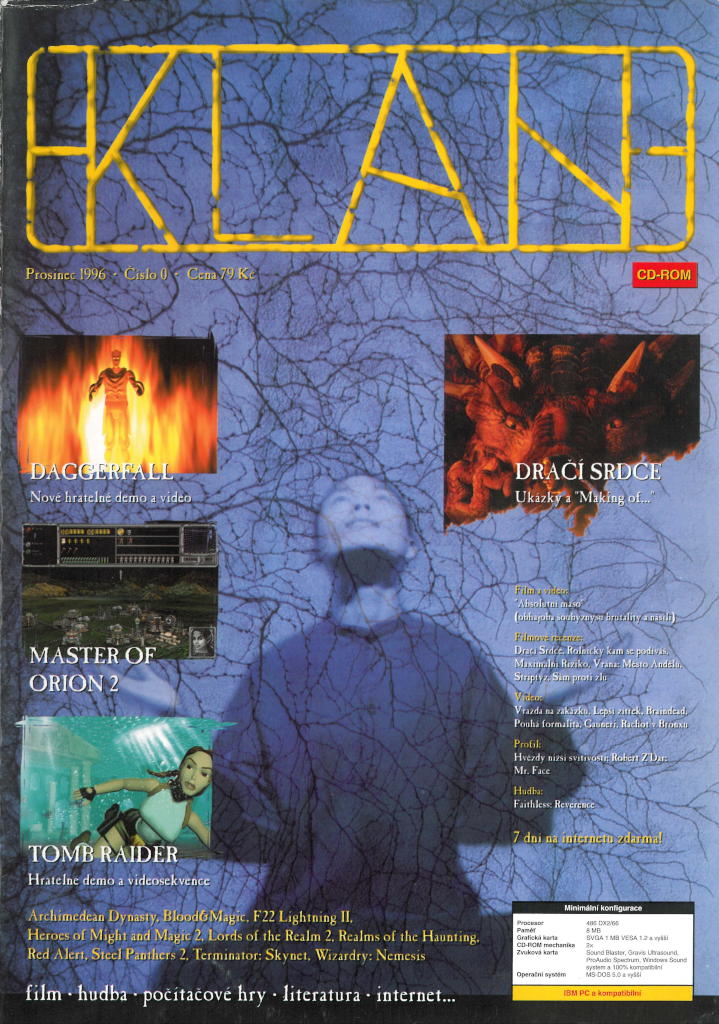 KLAN
Prosinec 1996 · Číslo 0 · Cena 79 Kč
CD-ROM
DAGGERFALL
Nové hratelné demo a video
DRAČÍ SRDCE
Ukázky a "Making of..."
MASTER OF
ORION 2
TOMB RAIDER
Hratelné demo a videosekvence
Film a video:
"Absolutní maso"
(obhajoba souhyznysu brutality a násilí)
Filmové recenze:
Dračí Srdce, Rolničky kam se podíváš,
Maximální Riziko, Vrána: Město Andělů,
Striptýz, Sám proti zlu
Video:
Vražda na zakázku, Lepší zítřek, Braindead,
Pouhá formalita, Gauneři, Rachot v Bronxu
Profil:
Hvězdy nižší svítivosti: Robert Z'Dar:
Mr. Face
Hudba:
Faithless: Reverence
7 dní na internetu zdarma!
Archimedean Dynasty, Blood&Magic, F22 Lightning II,
Heroes of Might and Magic 2, Lords of the Realm 2, Realms of the Haunting,
Red Alert, Steel Panthers 2, Terminator: Skynet, Wizardry: Nemesis
film · hudba · počítačové hry · literatura · internet...
Minimální konfigurace
Procesor 486 DX2/66
Paměť 8 MB
Grafická karta SVGA 1 MB VESA 1.2 a vyšší
CD-ROM mechanika 2x
Zvuková karta Sound Blaster, Gravis Ultrasound,
ProAudio Spectrum, Windows Sound
system a 100% kompatibilní
Operační systém MS-DOS 5.0 a vyšší
IBM PC a kompatibilní